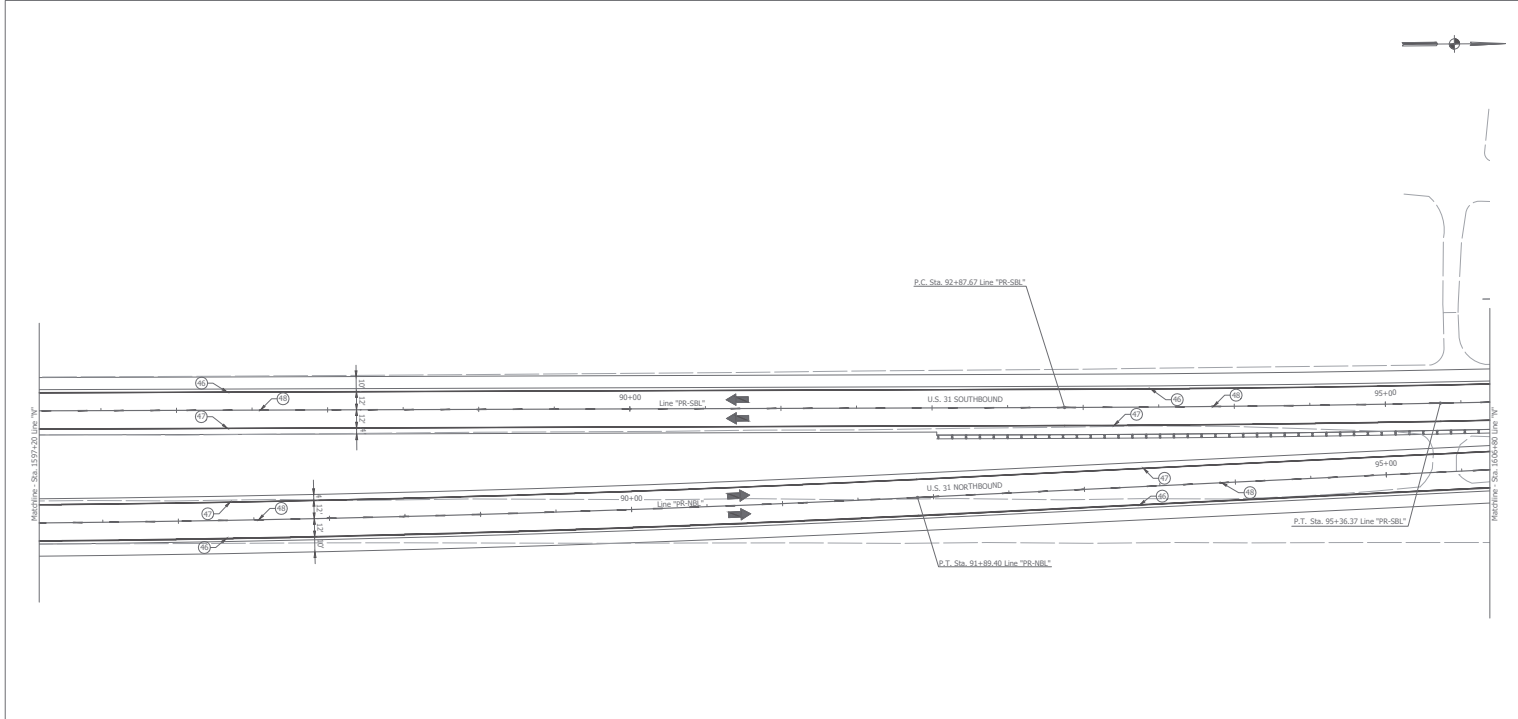 P.C. Sta. 92+87.67 Line "PR-SBL"
46
48
47
10'
12'
12'
4'
90+00
Line "PR-SBL"
U.S. 31 SOUTHBOUND
46
48
47
95+00
Matchline - Sta. 1597+20 Line "N"
Matchline - Sta. 1606+80 Line "N"
47
48
46
4'
12'
12'
10'
90+00
Line "PR-NBL"
U.S. 31 NORTHBOUND
47
48
46
95+00
P.T. Sta. 95+36.37 Line "PR-SBL"
P.T. Sta. 91+89.40 Line "PR-NBL"